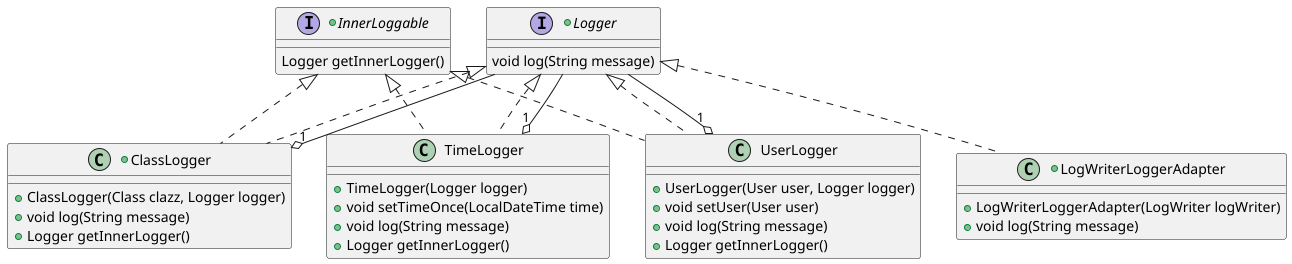 I InnerLoggable
Logger getInnerLogger()
I Logger
void log(String message)
1
1
1
C ClassLogger
ClassLogger(Class clazz, Logger logger)
void log(String message)
Logger getInnerLogger()
C TimeLogger
TimeLogger(Logger logger)
void setTimeOnce(LocalDateTime time)
void log(String message)
Logger getInnerLogger()
C UserLogger
UserLogger(User user, Logger logger)
void setUser(User user)
void log(String message)
Logger getInnerLogger()
C LogWriterLoggerAdapter
LogWriterLoggerAdapter(LogWriter logWriter)
void log(String message)